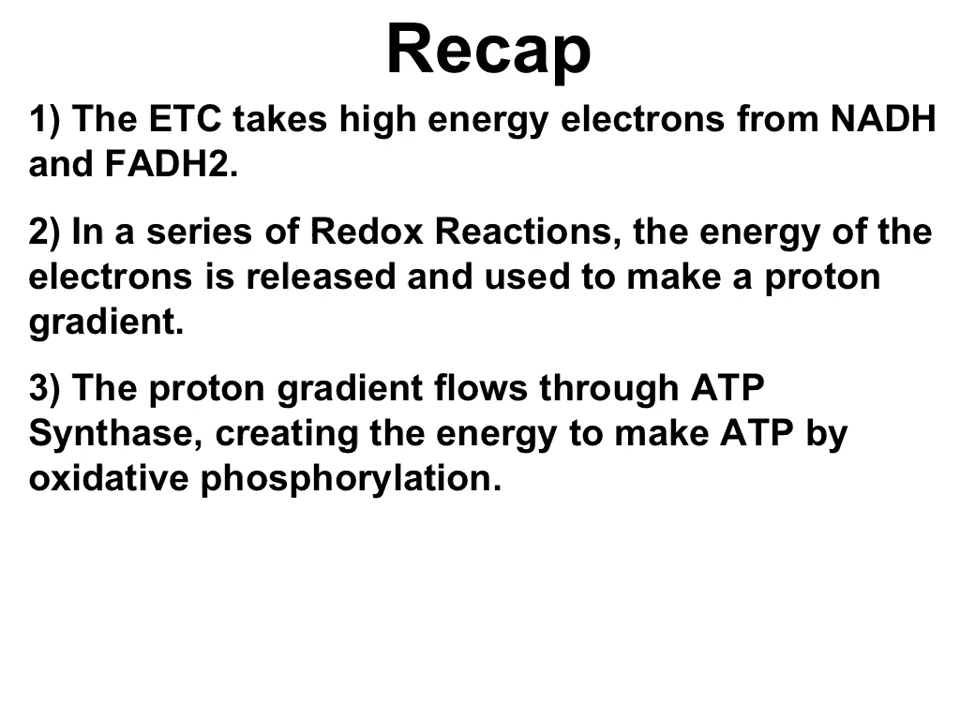 Recap
1) The ETC takes high energy electrons from NADH
and FADH2.
2) In a series of Redox Reactions, the energy of the
electrons is released and used to make a proton
gradient.
3) The proton gradient flows through ATP
Synthase, creating the energy to make ATP by
oxidative phosphorylation.